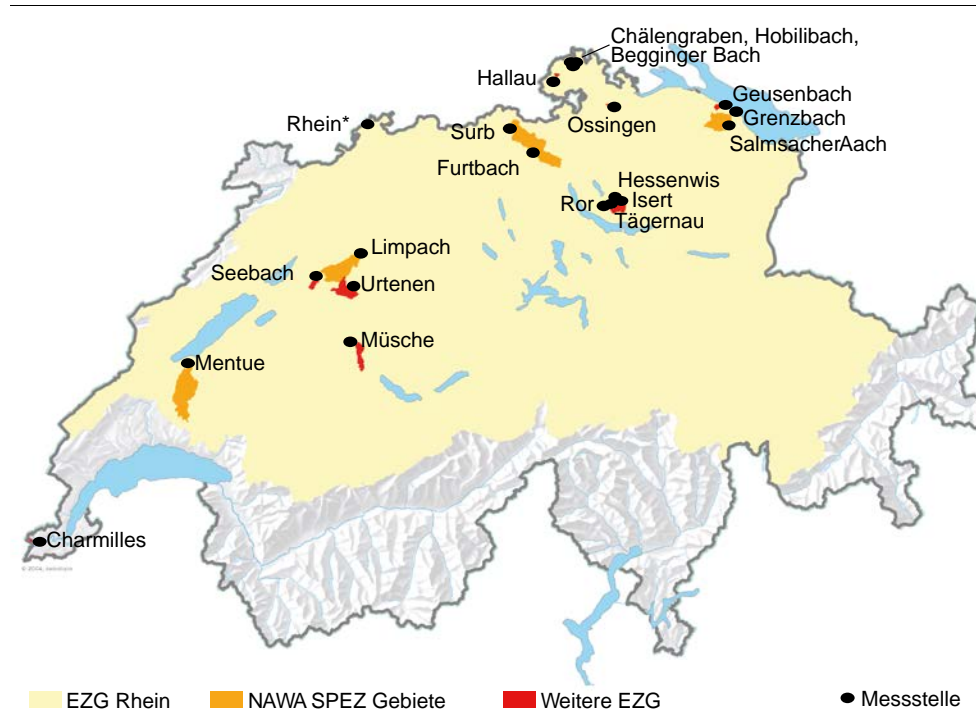 Chälengraben, Hobilibach,
Begginger Bach
Hallau
Geusenbach
Rhein*
Surb
Ossingen
Grenzbach
SalmsacherAach
Furtbach
Hessenwis
Ror
Isert
Tägernau
Limpach
Seebach
Urtenen
Müsche
Mentue
Charmilles
EZG Rhein
NAWA SPEZ Gebiete
Weitere EZG
Messstelle